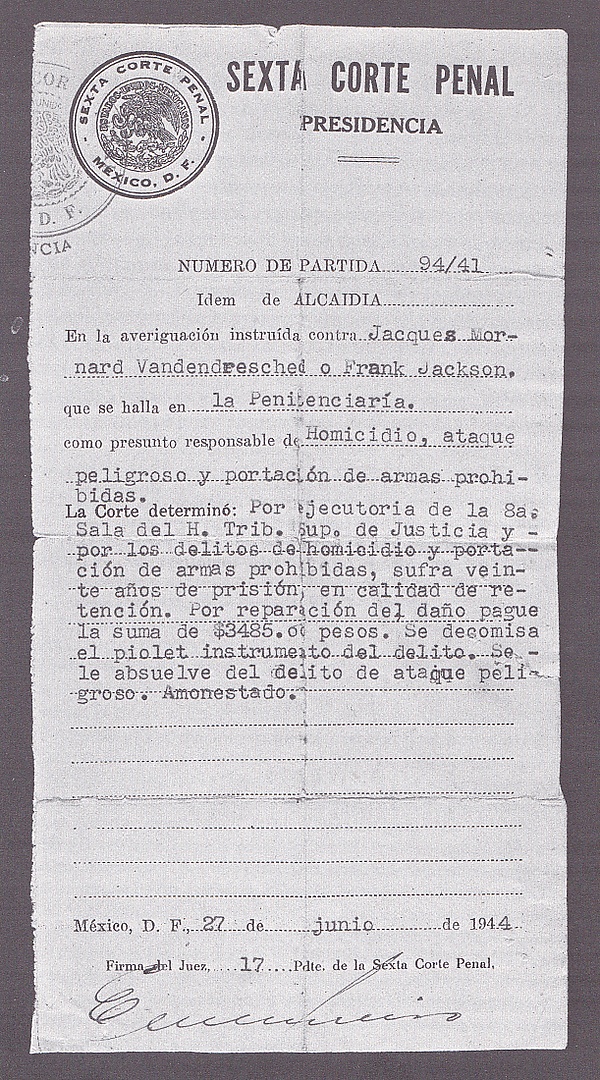 SEXTA CORTE PENAL
PRESIDENCIA
SEXTA CORTE PENAL
ESTADOS UNIDOS MEXICANOS
MEXICO, D. F.
D. F.
NUMERO DE PARTIDA 94/41
Idem de ALCAIDIA
En la averiguación instruída contra Jacques Mor-
nard Vandendresched o Frank Jackson.
que se halla en la Penitenciaría.
como presunto responsable de Homicidio, ataque
peligroso y portación de armas prohi-
bidas.
La Corte determinó: Por ejecutoria de la 8a.
Sala del H. Trib. Sup. de Justicia y -
por los delitos de homicidio y porta--
ción de armas prohibidas, sufra vein-
te años de prisión, en calidad de re-
tención. Por reparación del daño pague
la suma de $3485.00 pesos. Se decomisa
el piolet instrumento del delito. Se -
le absuelve del delito de ataque peli-
groso. Amonestado.
México, D. F., 27 de junio de 1944
Firma del Juez, 17 Pdte. de la Sexta Corte Penal,